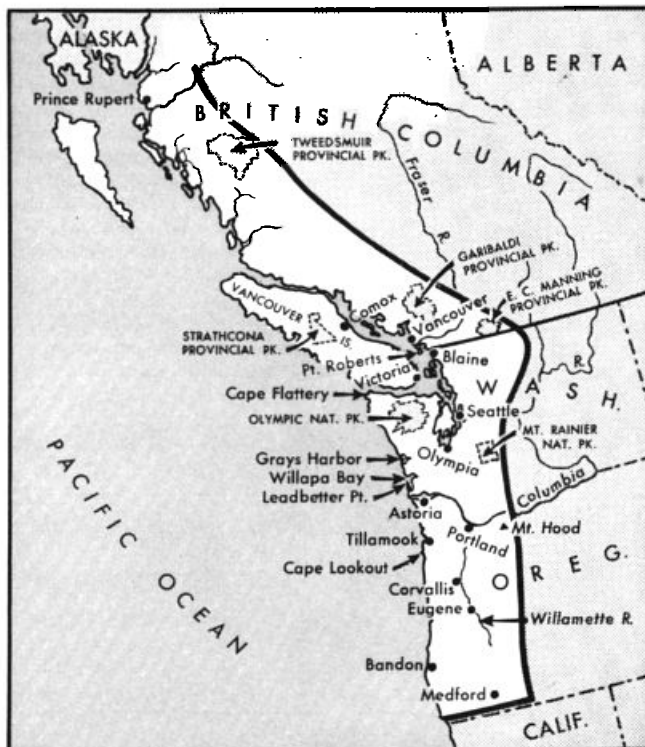 ALASKA
ALBERTA
Prince Rupert
BRITISH
COLUMBIA
TWEEDSMUIR
PROVINCIAL PK.
Fraser R.
GARIBALDI
PROVINCIAL PK.
E. C. MANNING
PROVINCIAL PK.
VANCOUVER IS.
Comox
Vancouver
STRATHCONA
PROVINCIAL PK.
Pt. Roberts
Blaine
Victoria
WASH.
Cape Flattery
OLYMPIC NAT. PK.
Seattle
MT. RAINIER
NAT. PK.
Olympia
Grays Harbor
Willapa Bay
Leadbetter Pt.
Columbia R.
Astoria
Portland
Mt. Hood
Tillamook
OREG.
Cape Lookout
Corvallis
Eugene
Willamette R.
PACIFIC OCEAN
Bandon
Medford
CALIF.